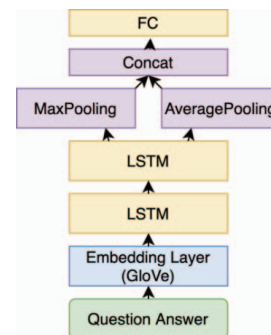 FC
Concat
MaxPooling
AveragePooling
LSTM
LSTM
Embedding Layer
(GloVe)
Question Answer